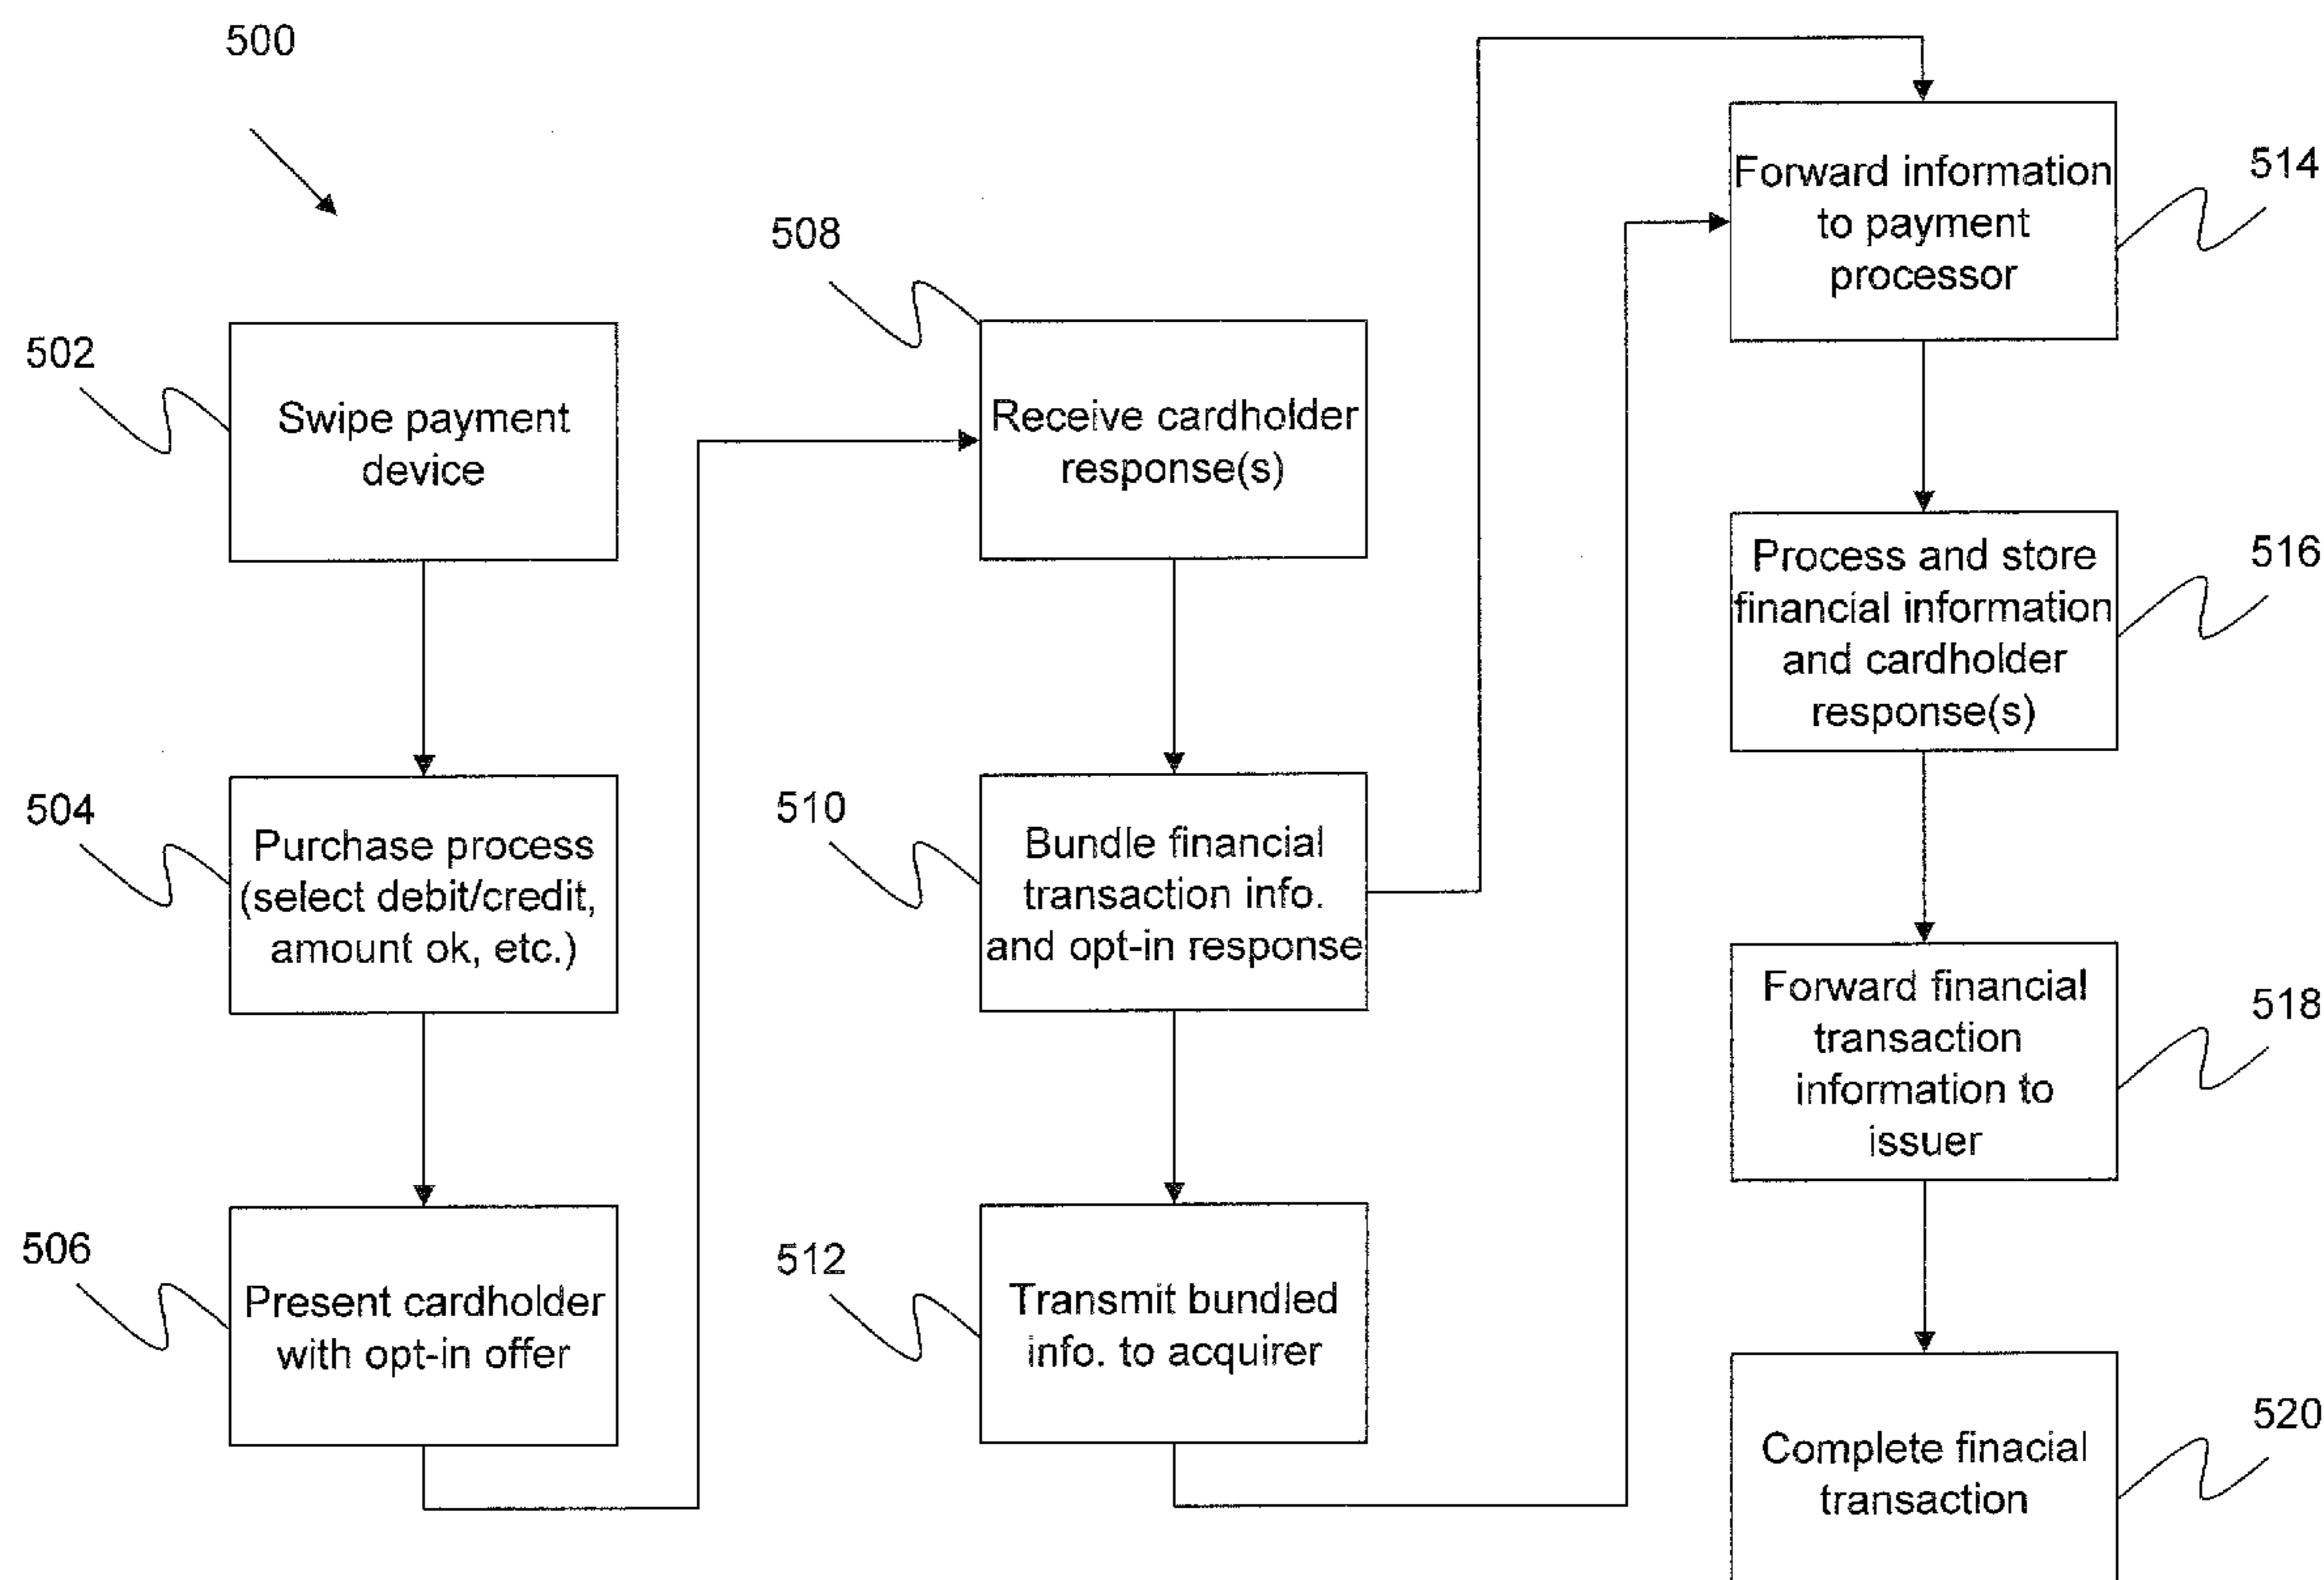 500
502
Swipe payment
device
504
Purchase process
(select debit/credit,
amount ok, etc.)
506
Present cardholder
with opt-in offer
508
Receive cardholder
response(s)
510
Bundle financial
transaction info.
and opt-in response
512
Transmit bundled
info. to acquirer
514
Forward information
to payment
processor
516
Process and store
financial information
and cardholder
response(s)
518
Forward financial
transaction
information to
issuer
520
Complete finacial
transaction